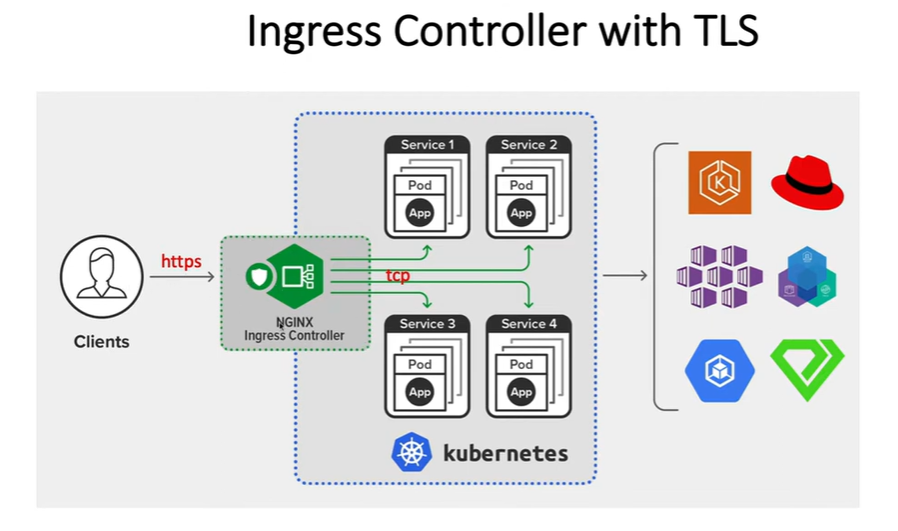 Ingress Controller with TLS
Service 1
Service 2
Pod
Pod
App
App
https
tcp
NGINX
Ingress Controller
Clients
Service 3
Service 4
Pod
Pod
App
App
kubernetes
K